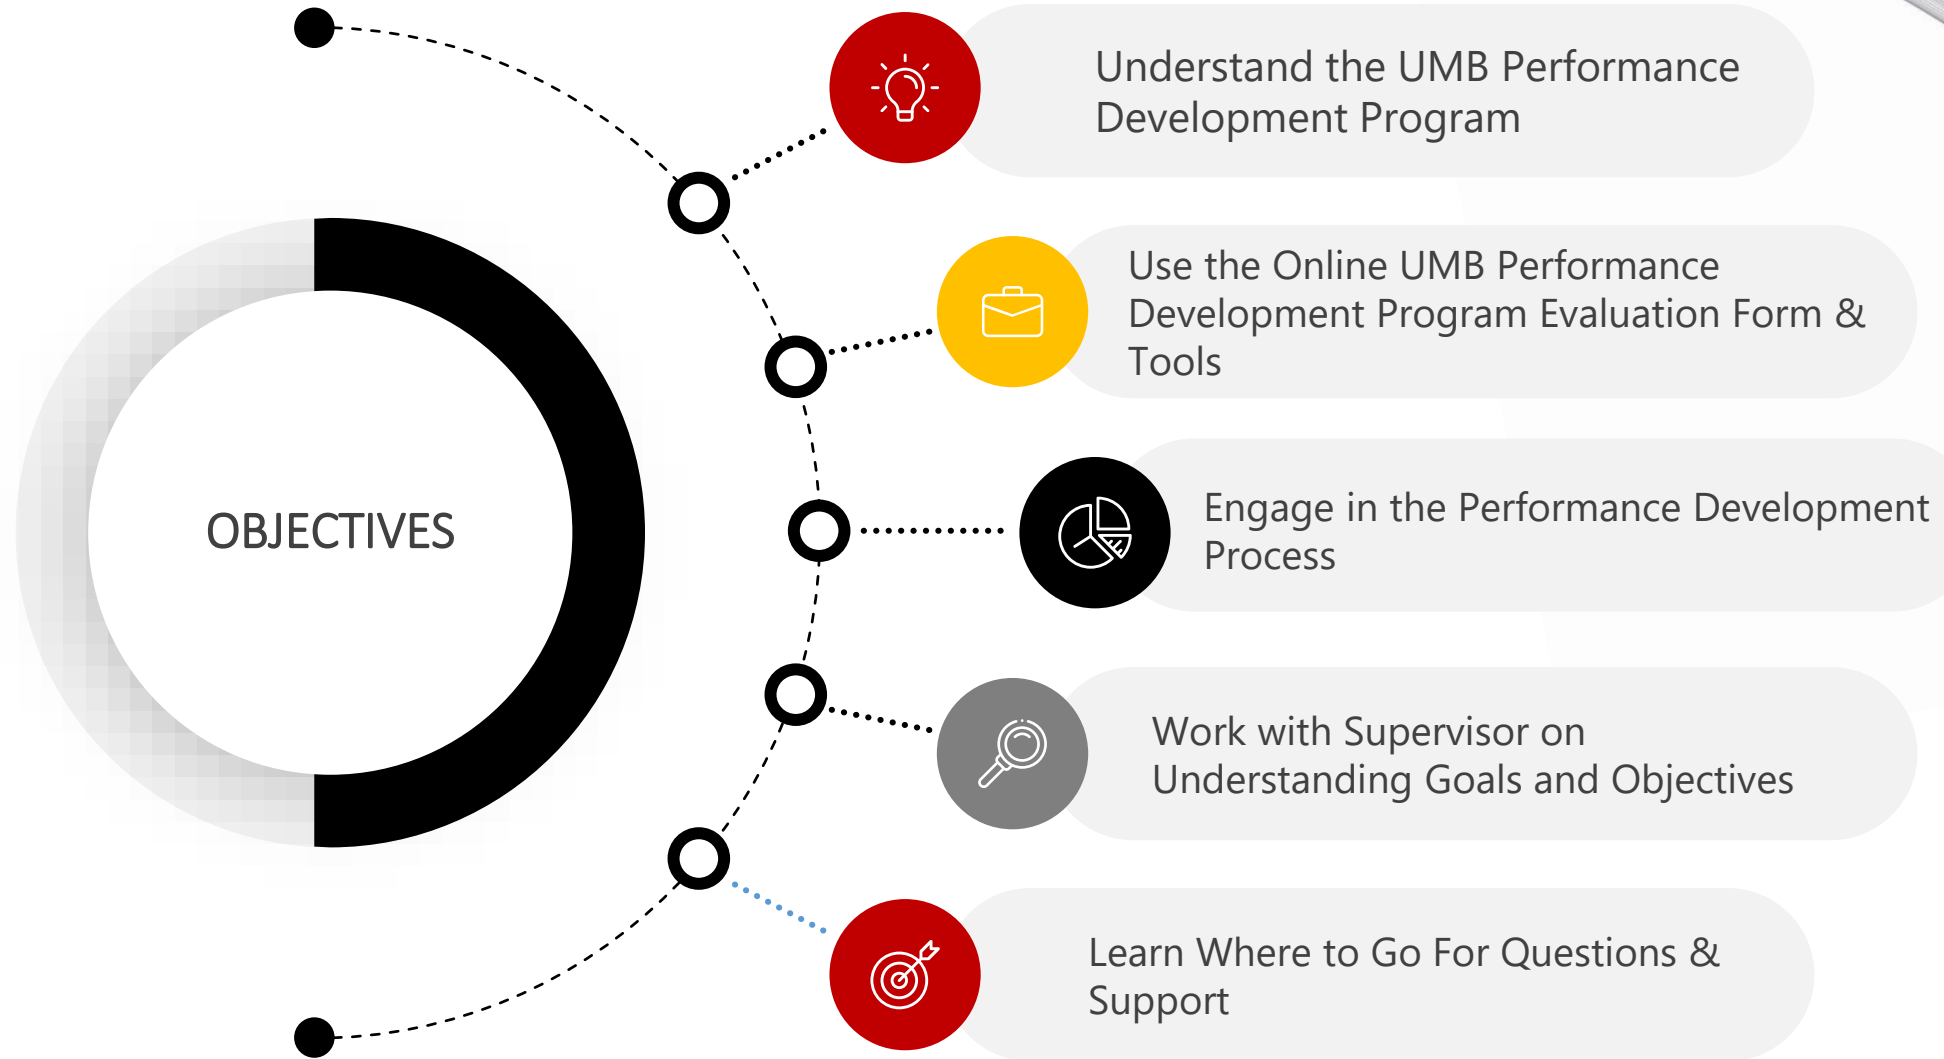 Understand the UMB Performance
Development Program
Use the Online UMB Performance
Development Program Evaluation Form &
Tools
OBJECTIVES
Engage in the Performance Development
Process
Work with Supervisor on
Understanding Goals and Objectives
Learn Where to Go For Questions &
Support